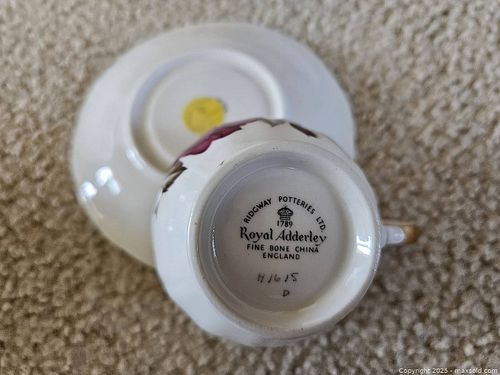 RIDGWAY POTTERIES LTD.
1789
Royal Adderley
FINE BONE CHINA
ENGLAND
H1615
D
Copyright 2025 - maxsold.com